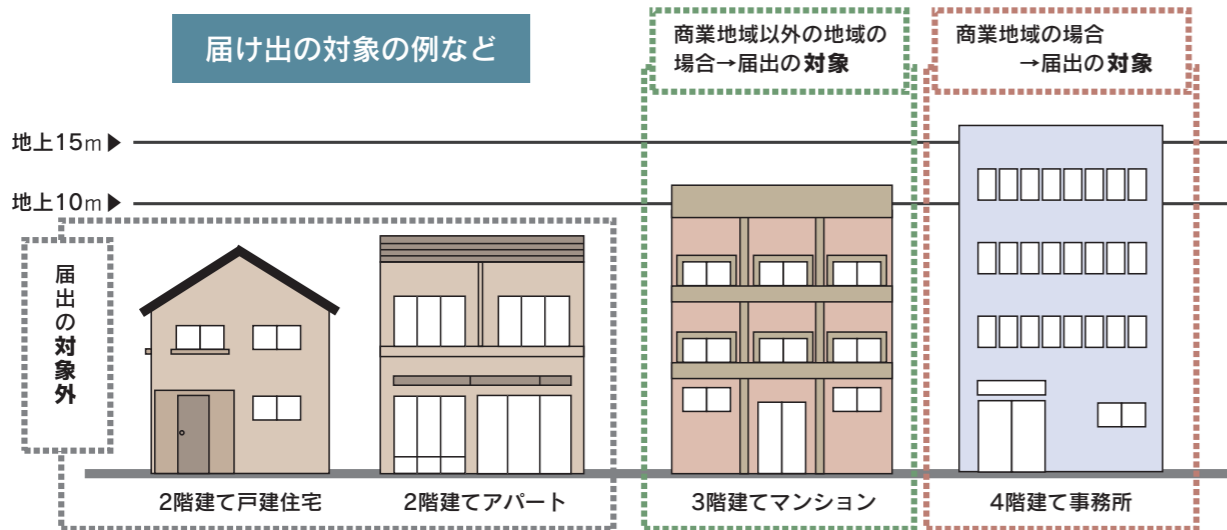 届け出の対象の例など
商業地域以外の地域の
場合→届出の対象
商業地域の場合
→届出の対象
地上15m▶
地上10m▶
届出の対象外
2階建て戸建住宅
2階建てアパート
3階建てマンション
4階建て事務所